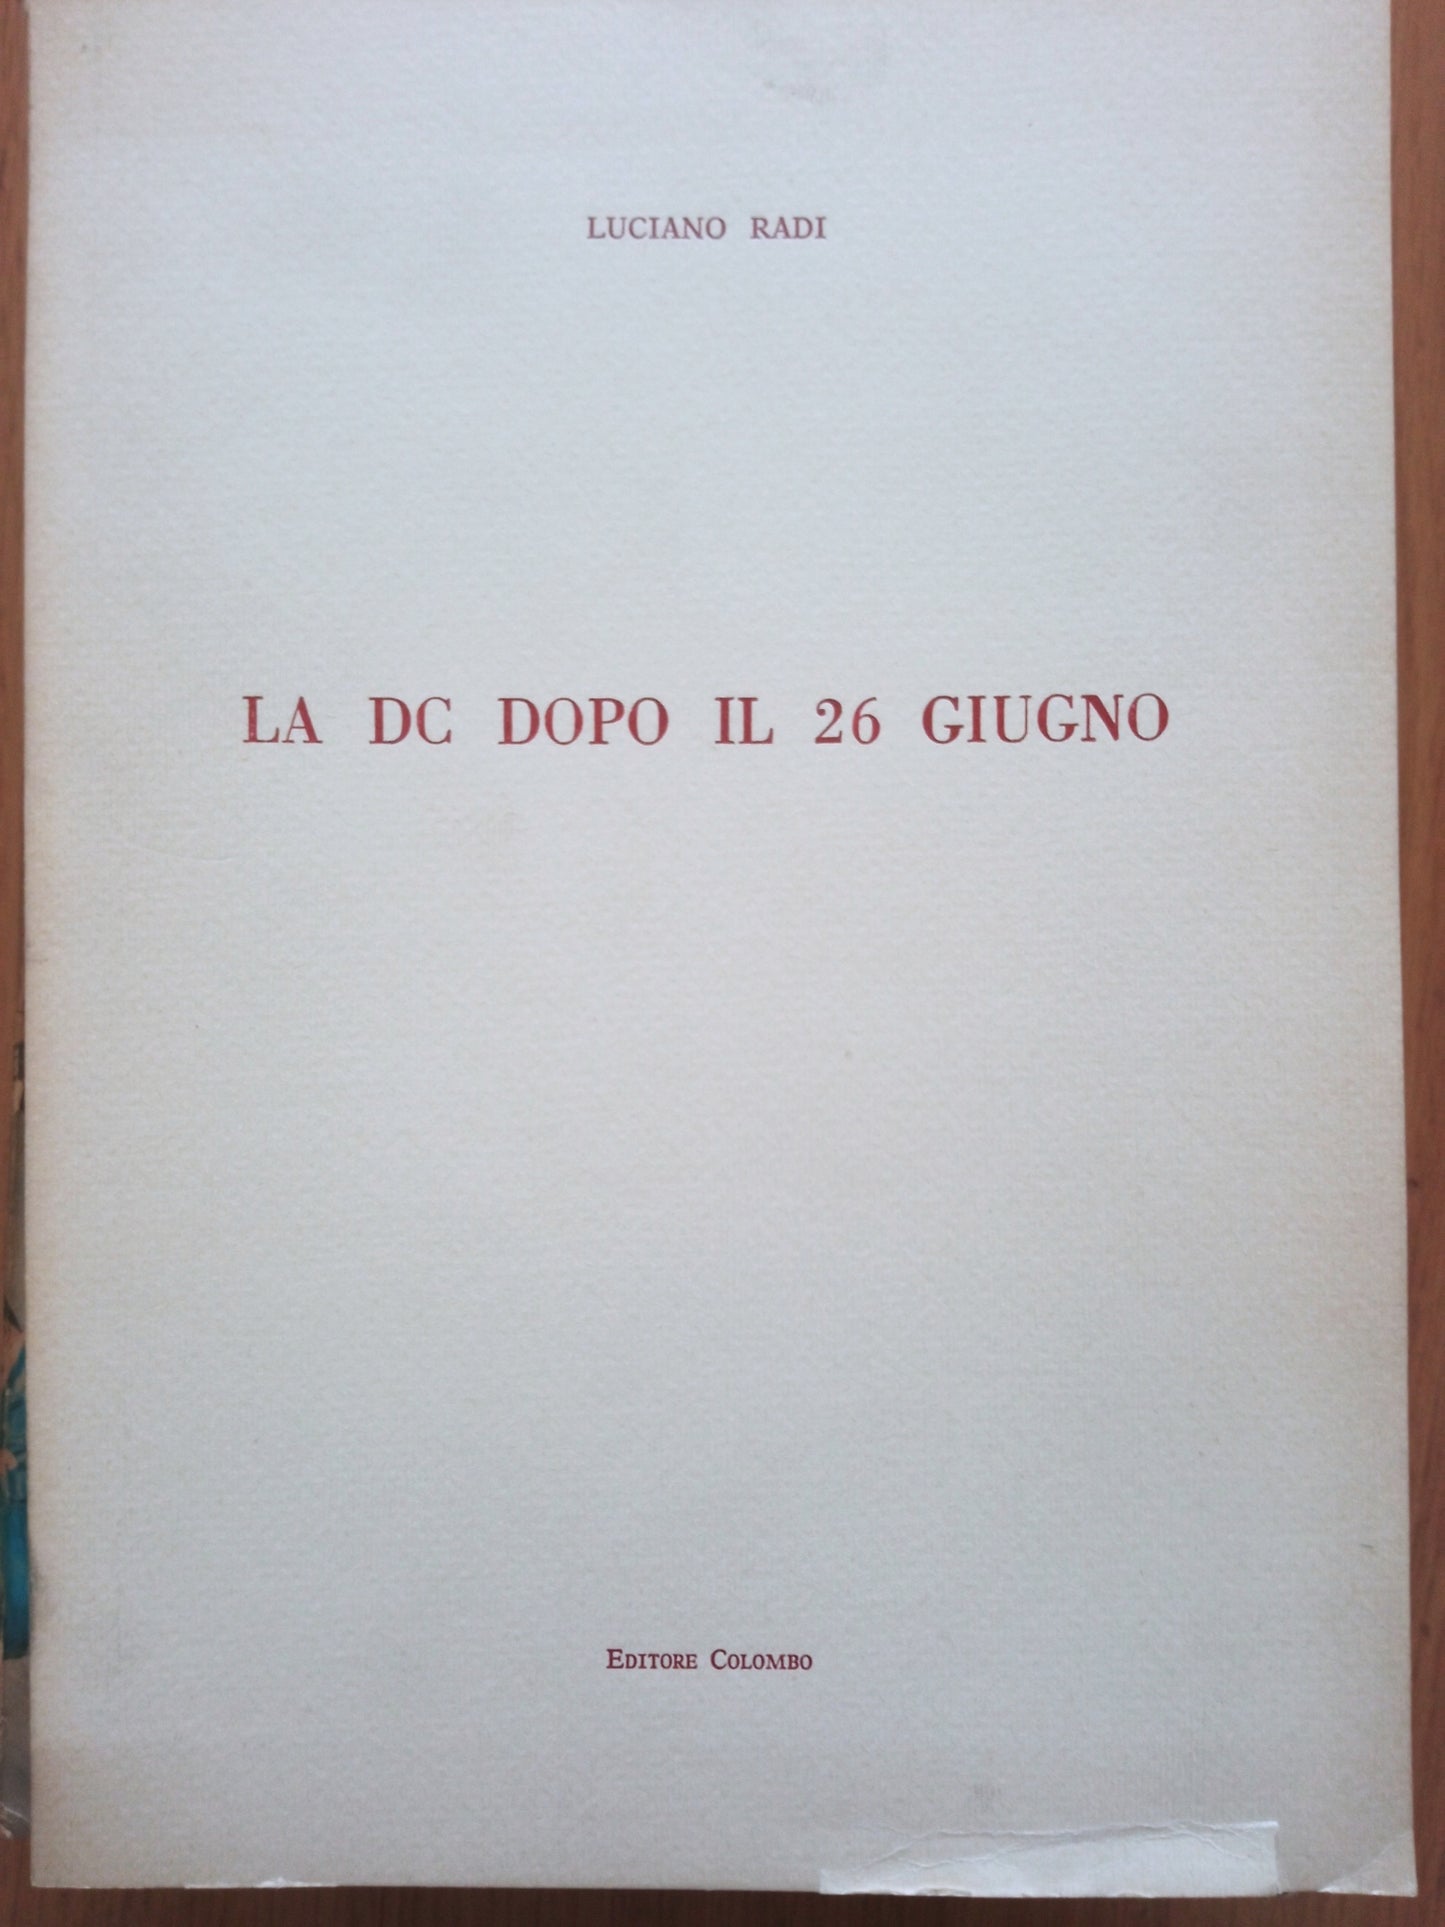 LUCIANO RADI
LA DC DOPO IL 26 GIUGNO
EDITORE COLOMBO